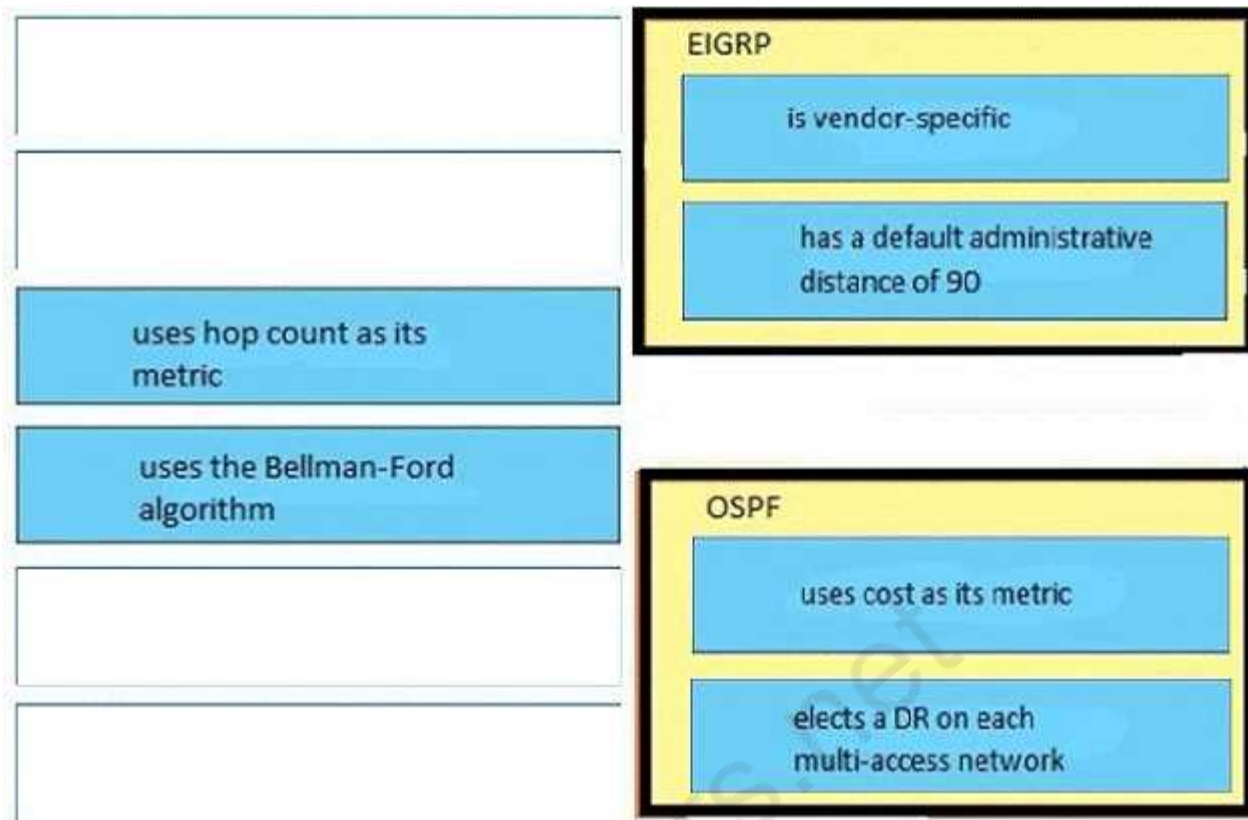 uses hop count as its
metric
uses the Bellman-Ford
algorithm
EIGRP
is vendor-specific
has a default administrative
distance of 90
OSPF
uses cost as its metric
elects a DR on each
multi-access network